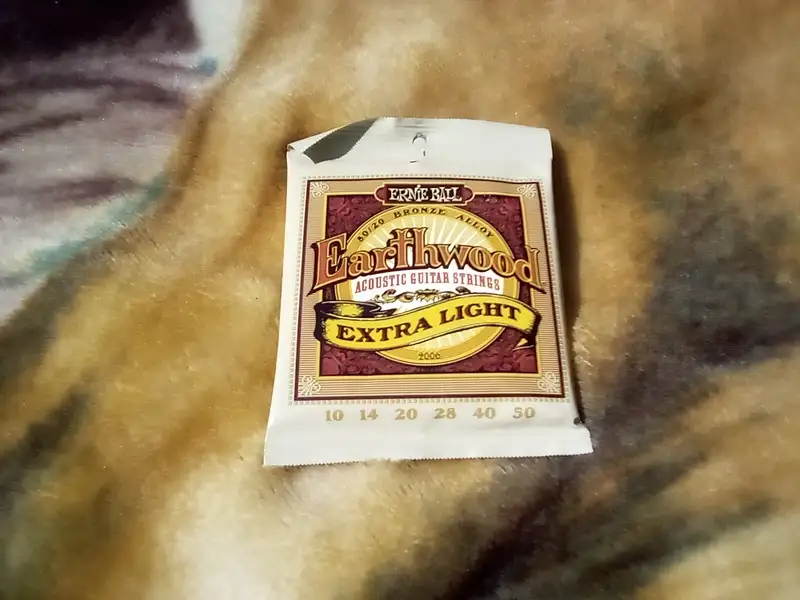 ERNIE BALL
80/20 BRONZE ALLOY
Earthwood
ACOUSTIC GUITAR STRINGS
EXTRA LIGHT
2006
10 14 20 28 40 50